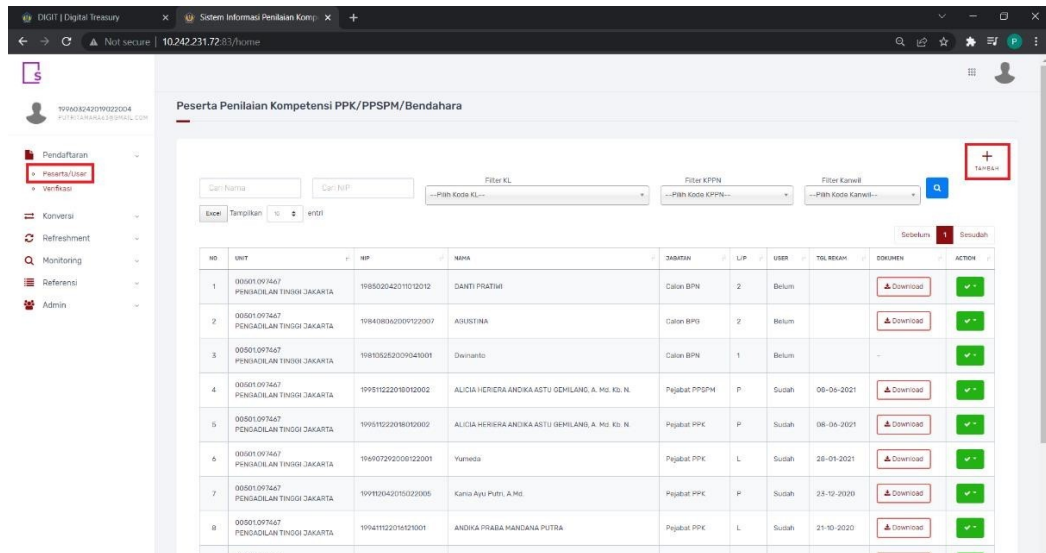 DIGIT | Digital Treasury
Sistem Informasi Penilaian Komp
Not secure | 10.242.231.72:83/home
P
s
199603242019022004
Peserta Penilaian Kompetensi PPK/PPSPM/Bendahara
Pendaftaran
Peserta/User
Verifikasi
Konversi
Refreshment
Monitoring
Referensi
Admin
TAMBAH
Cari Nama
Cari NIP
Filter KL
--Pilih Kode KL--
Filter KPPN
--Pilih Kode KPPN--
Filter Kanwil
--Pilih Kode Kanwil--
Excel Tampilkan 10 entri
Sebelum 1 Sesudah
NO UNIT NIP NAMA JABATAN L/P USER TGL REKAM DOKUMEN ACTION
1 00501.097467 PENGADILAN TINGGI JAKARTA 198502042011012012 DANTI PRATIWI Calon BPN 2 Belum Download
2 00501.097467 PENGADILAN TINGGI JAKARTA 198408062009122007 AGUSTINA Calon BPG 2 Belum Download
3 00501.097467 PENGADILAN TINGGI JAKARTA 198105252009041001 Dwinanto Calon BPN 1 Belum -
4 00501.097467 PENGADILAN TINGGI JAKARTA 199511222018012002 ALICIA HERIERA ANDIKA ASTU GEMILANG, A. Md. Kb. N. Pejabat PPSPM P Sudah 08-06-2021 Download
5 00501.097467 PENGADILAN TINGGI JAKARTA 199511222018012002 ALICIA HERIERA ANDIKA ASTU GEMILANG, A. Md. Kb. N. Pejabat PPK P Sudah 08-06-2021 Download
6 00501.097467 PENGADILAN TINGGI JAKARTA 196907292008122001 Yumeda Pejabat PPK L Sudah 28-01-2021 Download
7 00501.097467 PENGADILAN TINGGI JAKARTA 199112042015022005 Kania Ayu Putri, A.Md. Pejabat PPK P Sudah 23-12-2020 Download
8 00501.097467 PENGADILAN TINGGI JAKARTA 199411122016121001 ANDIKA PRABA MANDANA PUTRA Pejabat PPK L Sudah 21-10-2020 Download